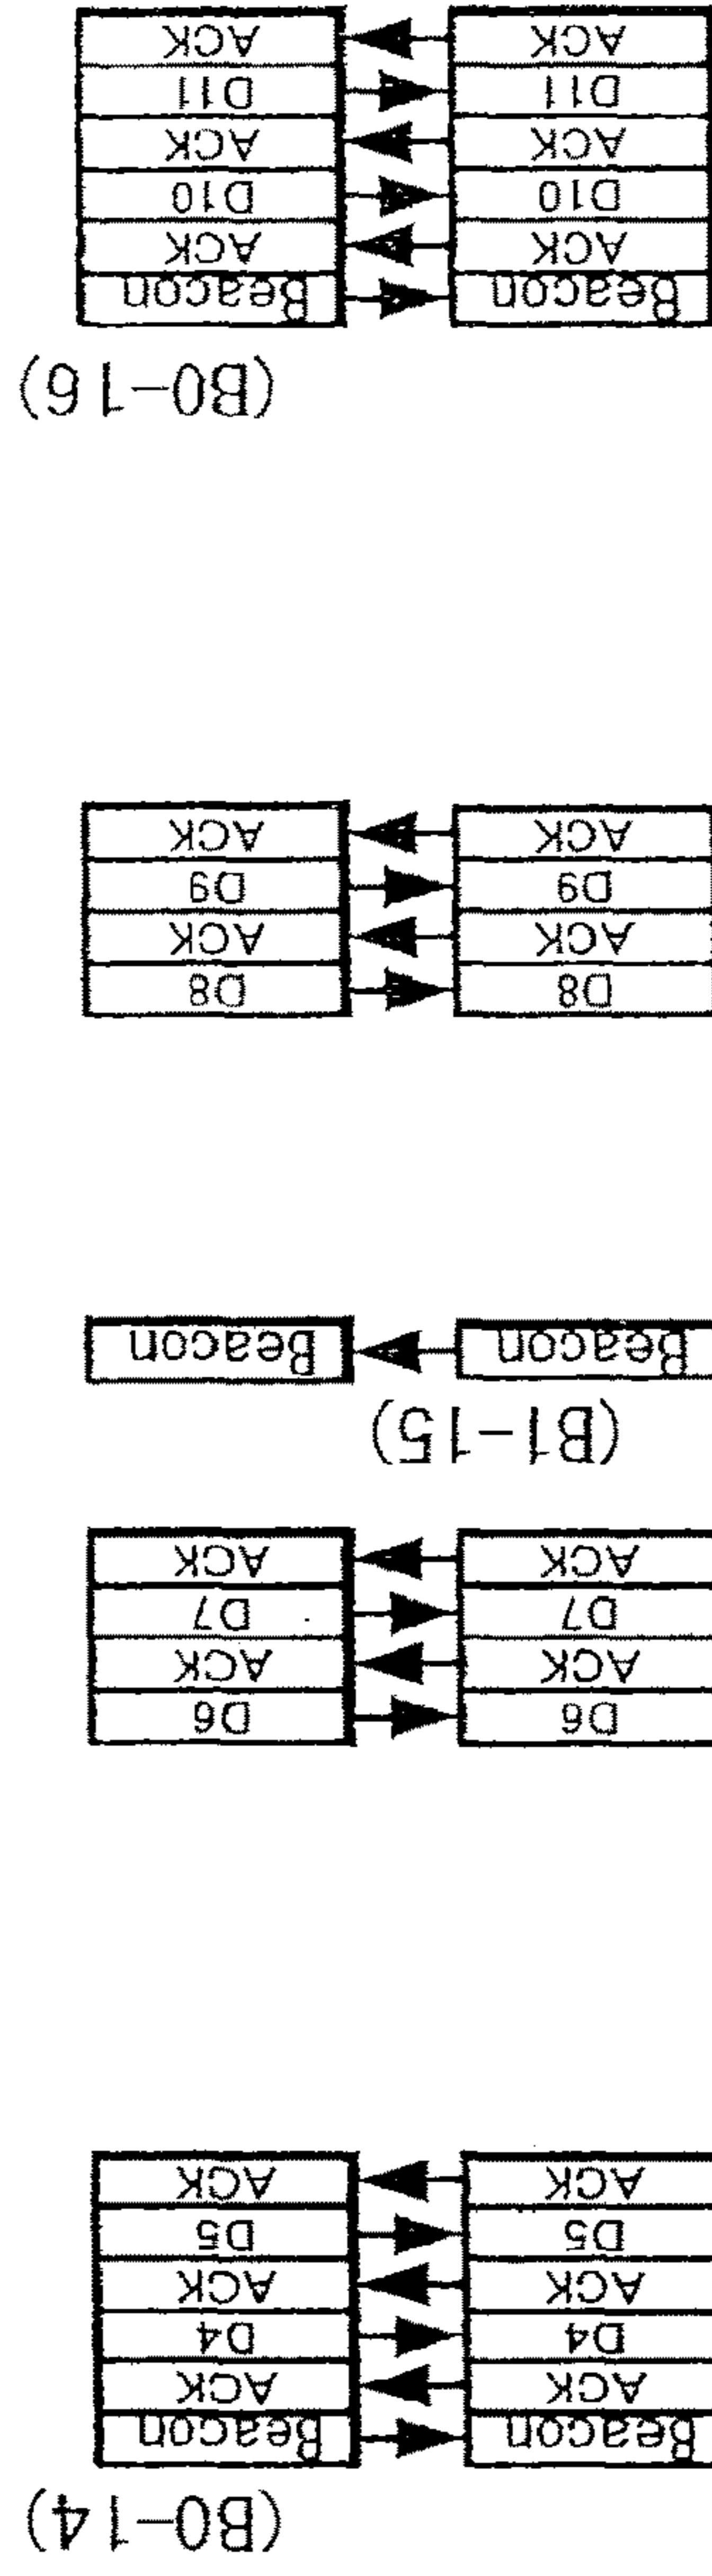 (B0-14)
Beacon Beacon
ACK ACK
D4 D4
ACK ACK
D5 D5
ACK ACK
D6 D6
ACK ACK
D7 D7
ACK ACK
(B1-15)
Beacon Beacon
D8 D8
ACK ACK
D9 D9
ACK ACK
(B0-16)
Beacon Beacon
ACK ACK
D10 D10
ACK ACK
D11 D11
ACK ACK